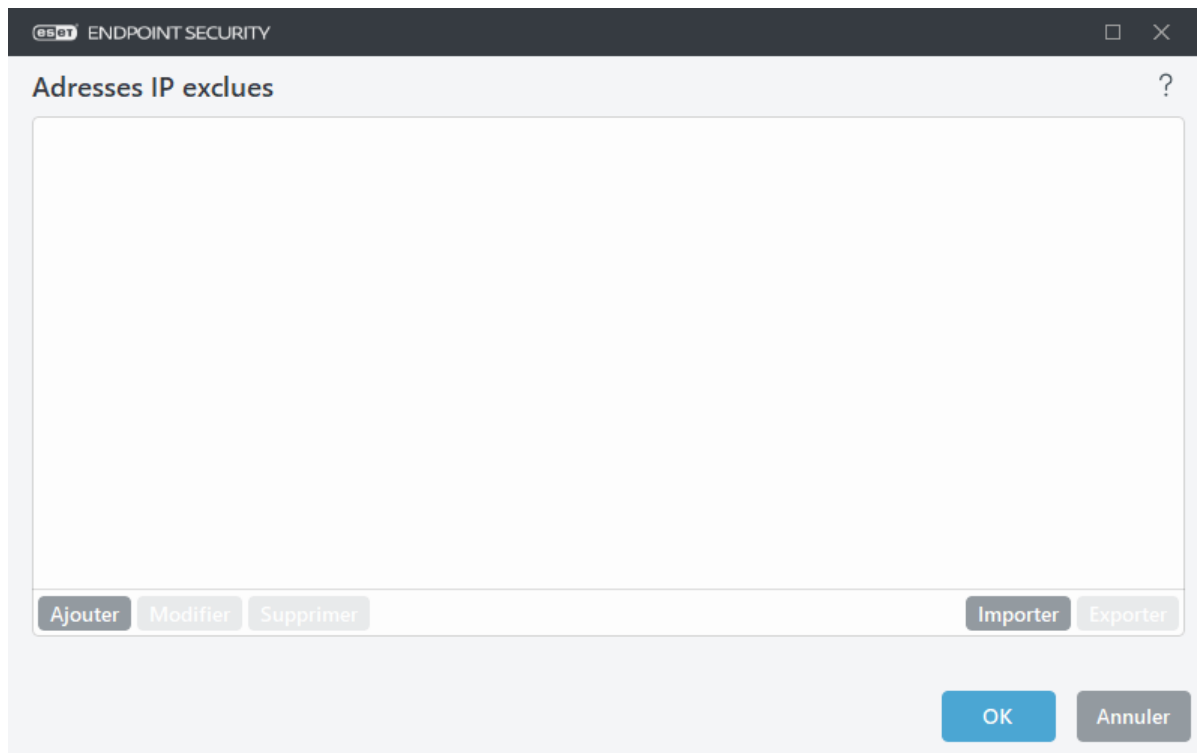 eseT ENDPOINT SECURITY
Adresses IP exclues
?
Ajouter Modifier Supprimer Importer Exporter
OK Annuler